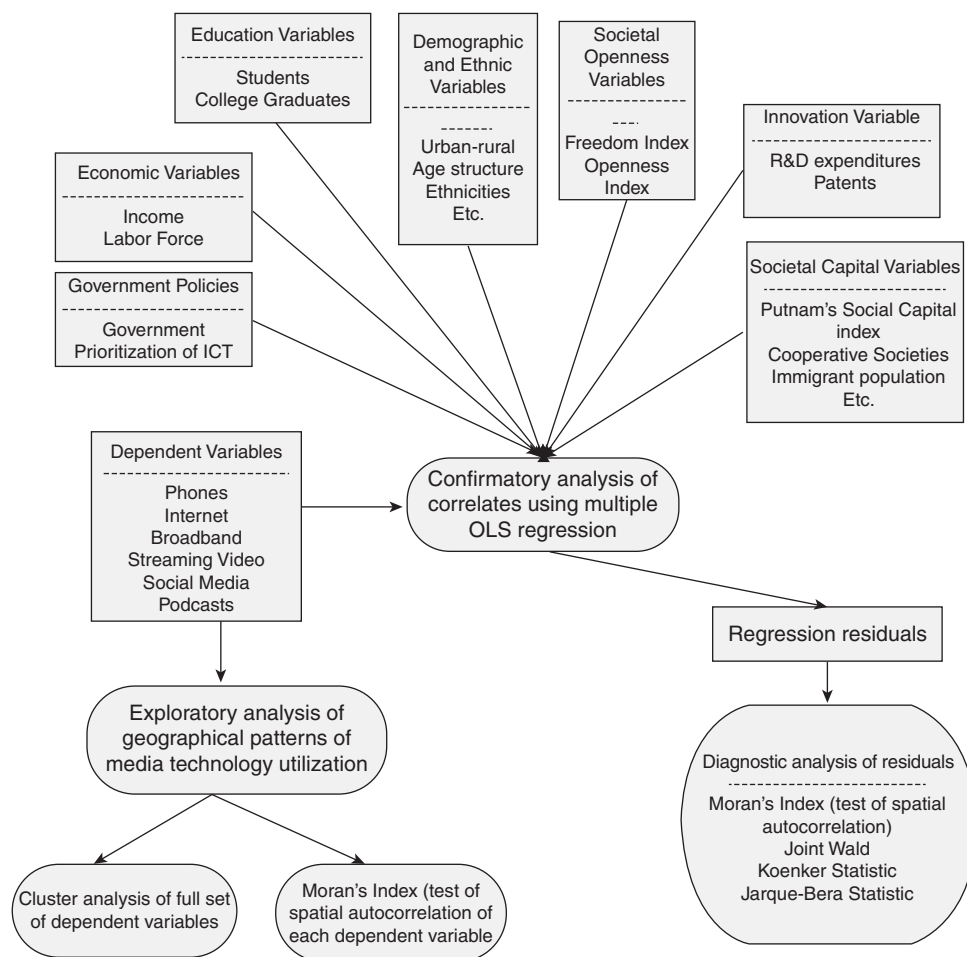 Education Variables
Students
College Graduates
Demographic
and Ethnic
Variables
Urban-rural
Age structure
Ethnicities
Etc.
Societal
Openness
Variables
Freedom Index
Openness
Index
Innovation Variable
R&D expenditures
Patents
Economic Variables
Income
Labor Force
Government Policies
Government
Prioritization of ICT
Societal Capital Variables
Putnam's Social Capital
index
Cooperative Societies
Immigrant population
Etc.
Dependent Variables
Phones
Internet
Broadband
Streaming Video
Social Media
Podcasts
Confirmatory analysis of
correlates using multiple
OLS regression
Regression residuals
Exploratory analysis of
geographical patterns of
media technology utilization
Diagnostic analysis of residuals
Moran's Index (test of spatial
autocorrelation)
Joint Wald
Koenker Statistic
Jarque-Bera Statistic
Cluster analysis of full set
of dependent variables
Moran's Index (test of
spatial autocorrelation of
each dependent variable